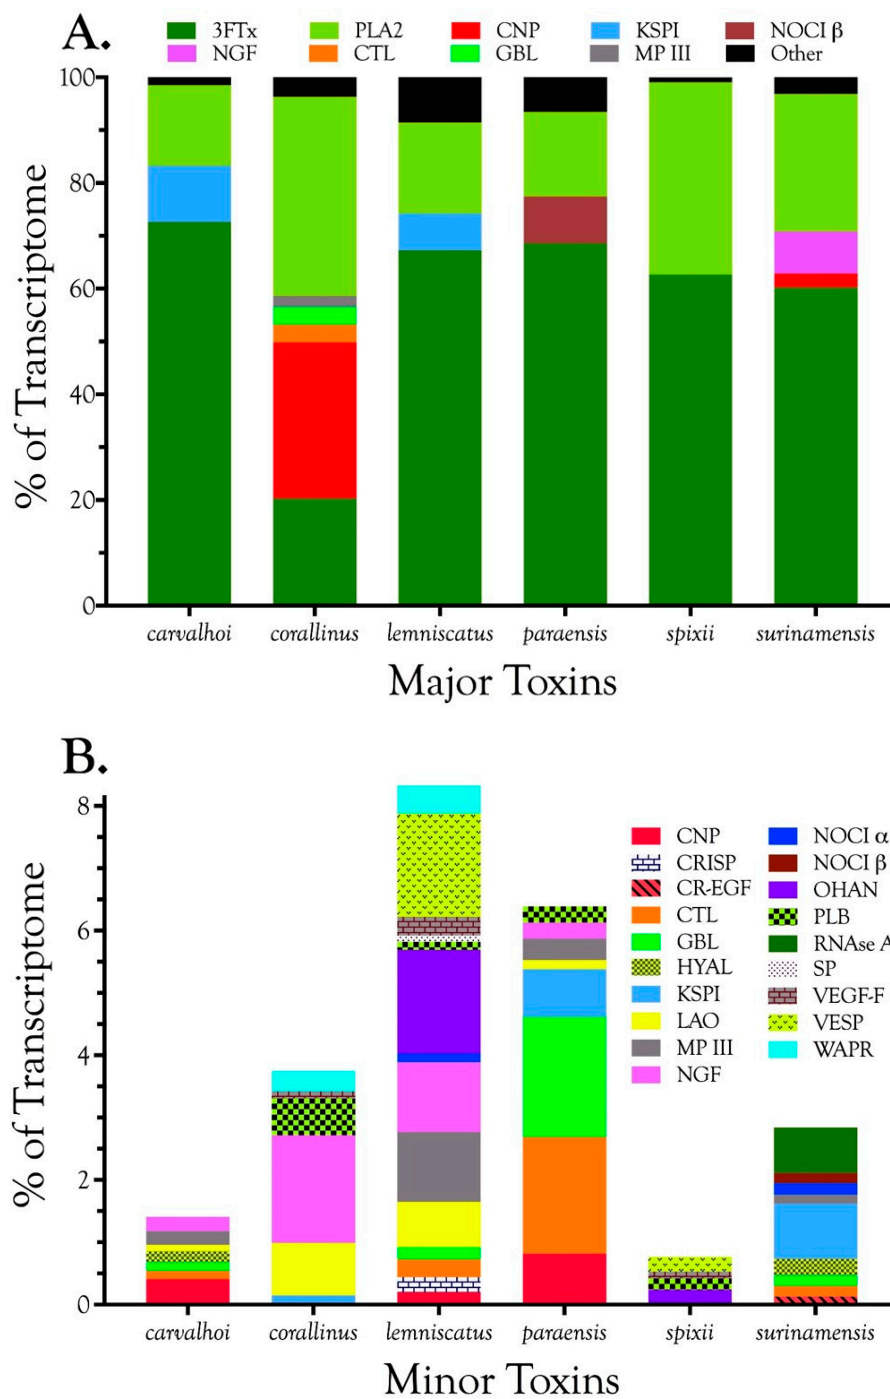 A.
3FTx PLA2 CNP KSPI NOCI β
NGF CTL GBL MP III Other
100
80
60
40
20
0
% of Transcriptome
carvalhoi corallinus lemniscatus paraensis spixii surinamensis
Major Toxins
B.
8
6
4
2
0
% of Transcriptome
CNP NOCI α
CRISP NOCI β
CR-EGF OHAN
CTL PLB
GBL RNAse A
HYAL SP
KSPI VEGF-F
LAO VESP
MP III WAPR
NGF
carvalhoi corallinus lemniscatus paraensis spixii surinamensis
Minor Toxins